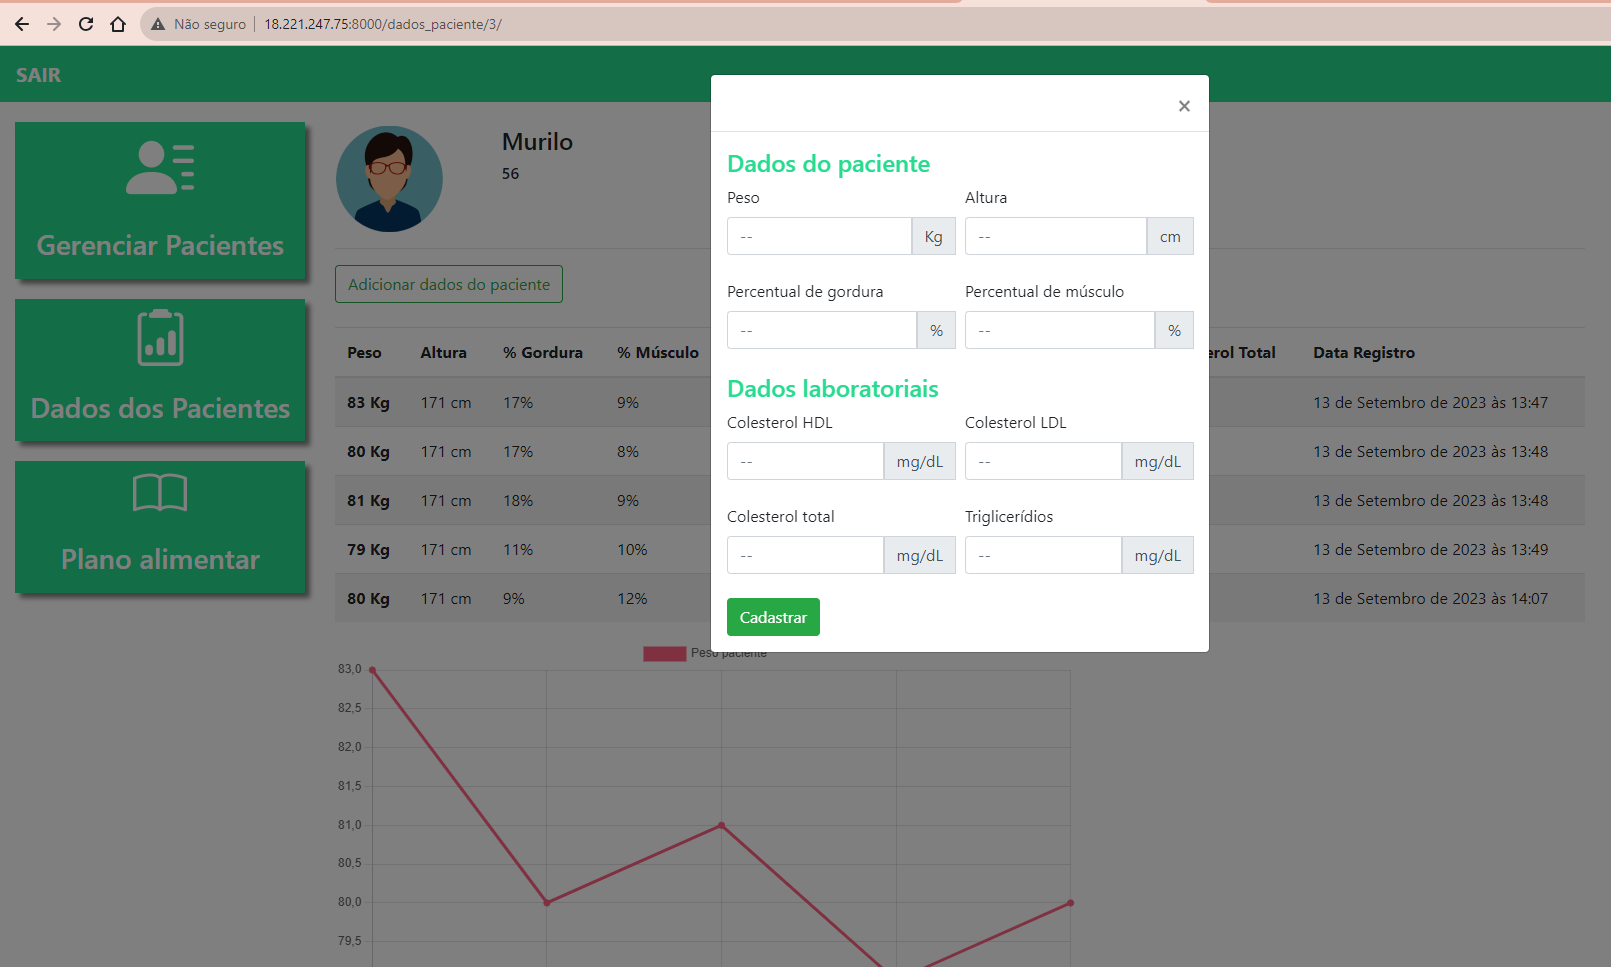 Não seguro 18.221.247.75:8000/dados_paciente/3/
SAIR
Gerenciar Pacientes
Dados dos Pacientes
Plano alimentar
Murilo
56
Adicionar dados do paciente
Peso Altura % Gordura % Músculo Total Data Registro
83 Kg 171 cm 17% 9% 13 de Setembro de 2023 às 13:47
80 Kg 171 cm 17% 8% 13 de Setembro de 2023 às 13:48
81 Kg 171 cm 18% 9% 13 de Setembro de 2023 às 13:48
79 Kg 171 cm 11% 10% 13 de Setembro de 2023 às 13:49
80 Kg 171 cm 9% 12% 13 de Setembro de 2023 às 14:07
×
Dados do paciente
Peso Altura
-- Kg -- cm
Percentual de gordura Percentual de músculo
-- % -- %
Dados laboratoriais
Colesterol HDL Colesterol LDL
-- mg/dL -- mg/dL
Colesterol total Triglicerídios
-- mg/dL -- mg/dL
Cadastrar
Peso paciente
83,0
82,5
82,0
81,5
81,0
80,5
80,0
79,5